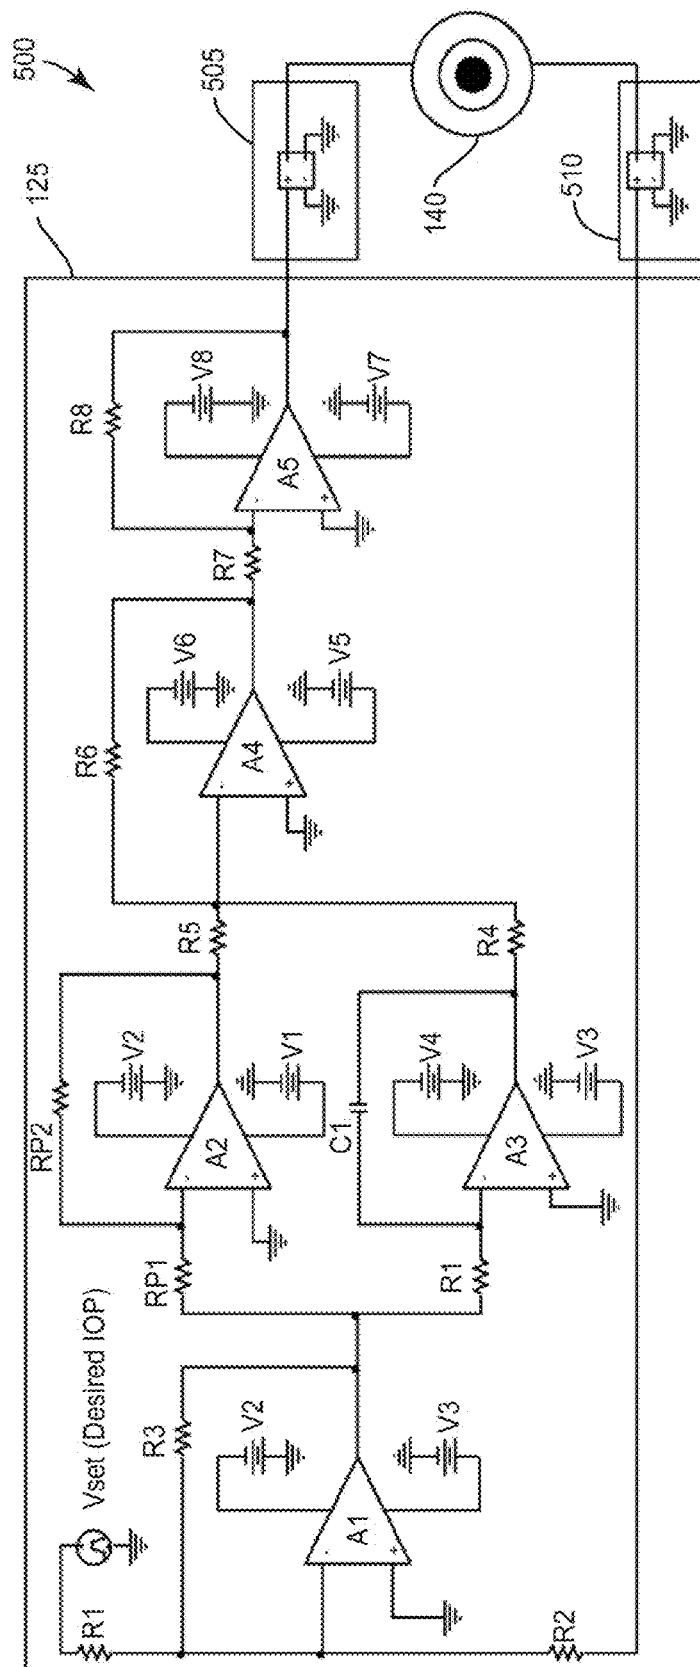 500
125
505
510
140
R8
V8
V7
A5
-
+
R7
R6
V6
V5
A4
-
+
R5
R4
RP2
V2
V1
A2
-
+
RP1
C1
V4
V3
A3
-
+
R1
Vset (Desired IOP)
R1
R3
V2
V3
A1
-
+
R2